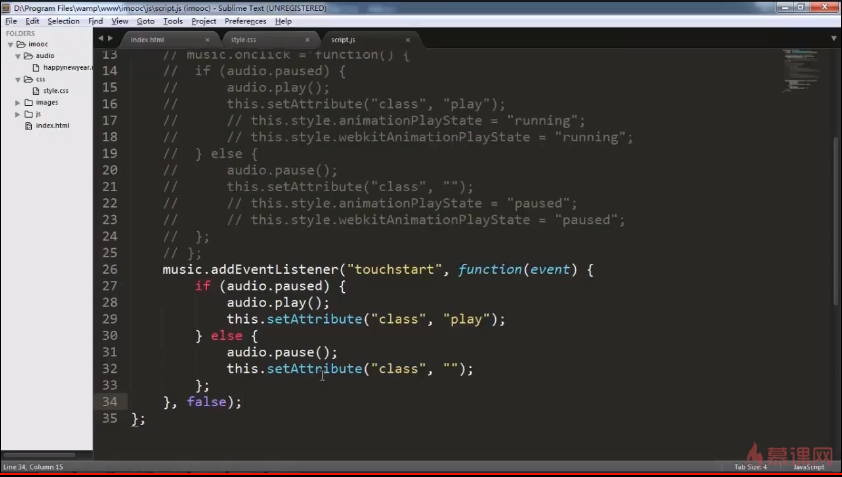 D:\Program Files\wamp\www\imooc\js\script.js (imooc) - Sublime Text (UNREGISTERED)
File Edit Selection Find View Goto Tools Project Preferences Help
FOLDERS
imooc
audio
happynewyear.
css
style.css
images
js
index.html
index.html style.css script.js
13 // music.onclick = function() {
14 // if (audio.paused) {
15 // audio.play();
16 // this.setAttribute("class", "play");
17 // // this.style.animationPlayState = "running";
18 // // this.style.webkitAnimationPlayState = "running";
19 // } else {
20 // audio.pause();
21 // this.setAttribute("class", "");
22 // // this.style.animationPlayState = "paused";
23 // // this.style.webkitAnimationPlayState = "paused";
24 // };
25 // };
26 music.addEventListener("touchstart", function(event) {
27 if (audio.paused) {
28 audio.play();
29 this.setAttribute("class", "play");
30 } else {
31 audio.pause();
32 this.setAttribute("class", "");
33 };
34 }, false);
35 };
慕课网
Line 34, Column 15 Tab Size: 4 JavaScript